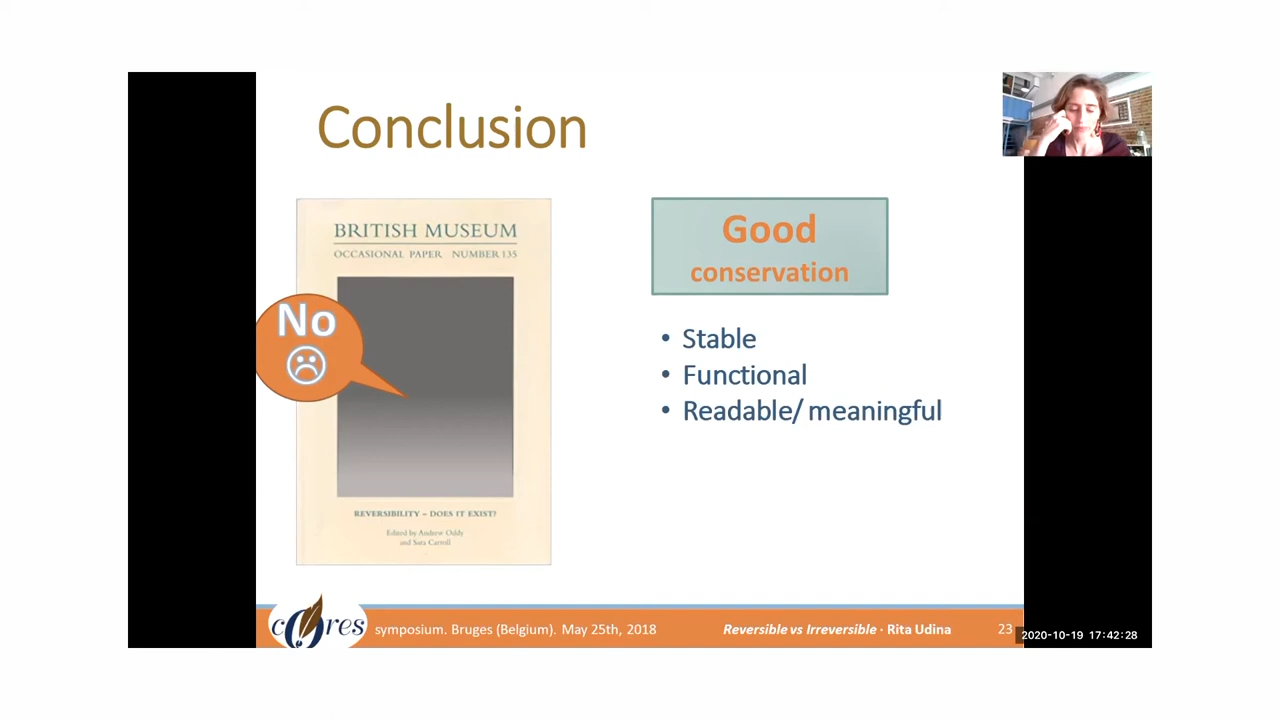 Conclusion
BRITISH MUSEUM
OCCASIONAL PAPER NUMBER 135
No
REVERSIBILITY – DOES IT EXIST?
Edited by Andrew Oddy
and Sara Carroll
Good
conservation
• Stable
• Functional
• Readable/ meaningful
cOres
symposium. Bruges (Belgium). May 25th, 2018
Reversible vs Irreversible · Rita Udina
23
2020-10-19 17:42:28